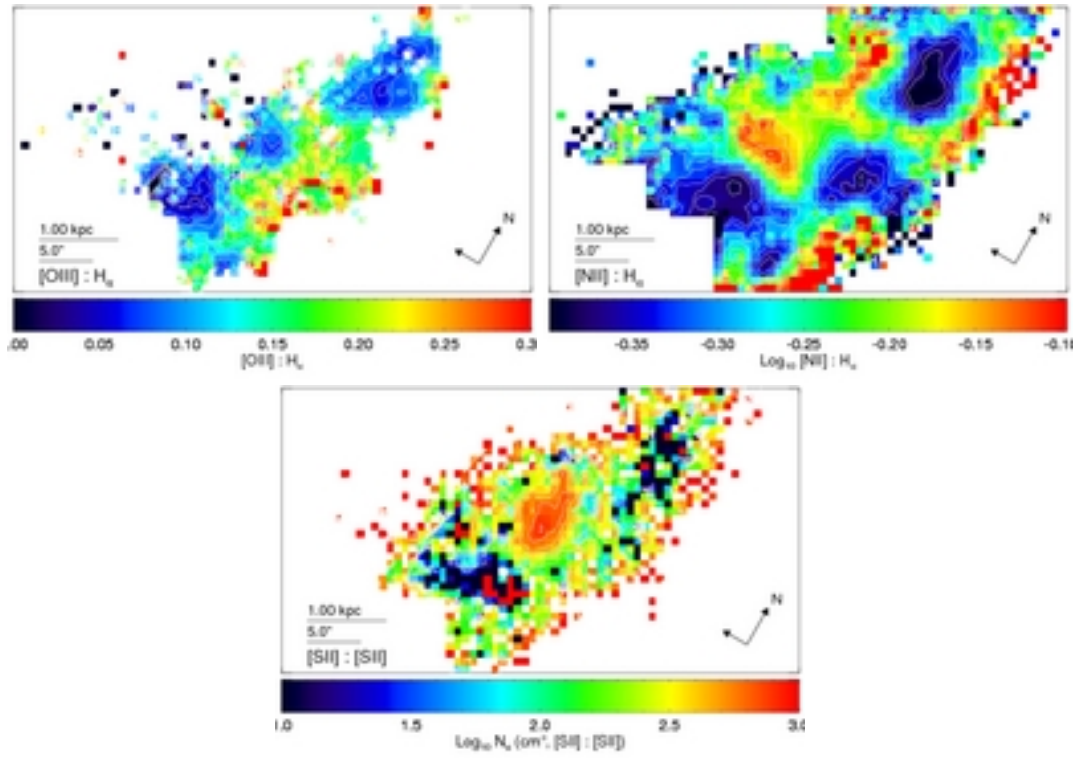 N
1.00 kpc
5.0"
[OIII] : Hα
.00 0.05 0.10 0.15 0.20 0.25 0.3
[OIII] : Hα
N
1.00 kpc
5.0"
[NII] : Hα
-0.35 -0.30 -0.25 -0.20 -0.15 -0.10
Log₁₀ [NII] : Hα
N
1.00 kpc
5.0"
[SII] : [SII]
1.0 1.5 2.0 2.5 3.0
Log₁₀ Nₑ [SII] : [SII])